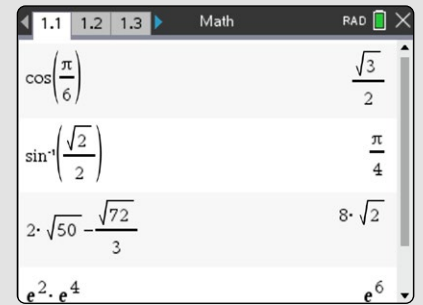 1.1 1.2 1.3 Math RAD
cos(π/6) √3/2
sin⁻¹(√2/2) π/4
2·√50−√72/3 8·√2
e²·e⁴ e⁶